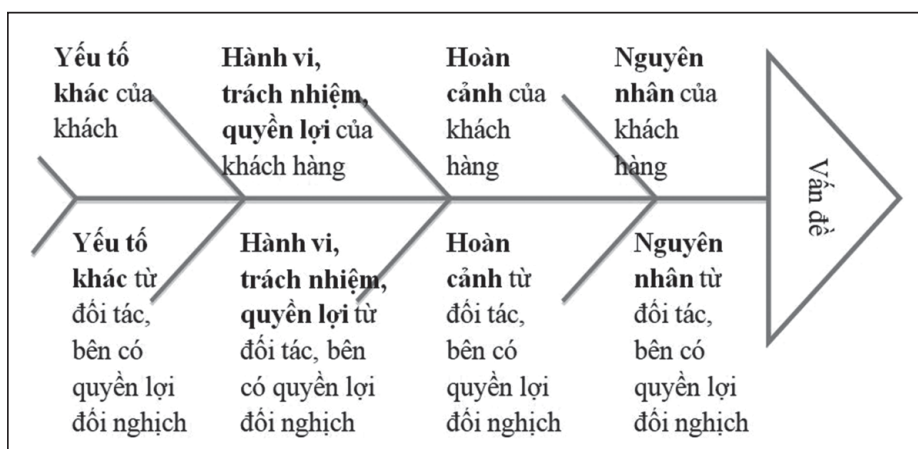 Yếu tố
khác của
khách
Hành vi,
trách nhiệm,
quyền lợi của
khách hàng
Hoàn
cảnh của
khách
hàng
Nguyên
nhân của
khách
hàng
Vấn đề
Yếu tố
khác từ
đối tác,
bên có
quyền lợi
đối nghịch
Hành vi,
trách nhiệm,
quyền lợi từ
đối tác, bên
có quyền lợi
đối nghịch
Hoàn
cảnh từ
đối tác,
bên có
quyền lợi
đối nghịch
Nguyên
nhân từ
đối tác,
bên có
quyền lợi
đối nghịch